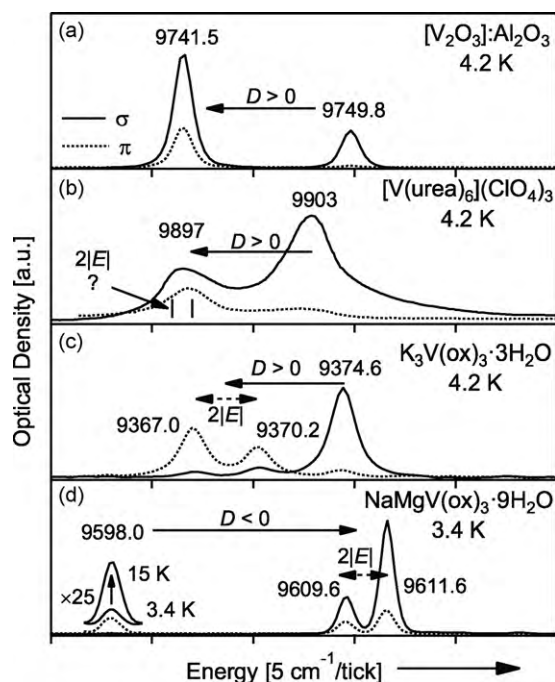 (a) [V₂O₃]:Al₂O₃
9741.5 4.2 K
D > 0 9749.8
σ
π
(b) [V(urea)₆](ClO₄)₃
4.2 K
9903
9897
D > 0
2|E|
?
(c) K₃V(ox)₃·3H₂O
D > 0 9374.6 4.2 K
2|E|
9367.0 9370.2
(d) NaMgV(ox)₃·9H₂O
9598.0 D < 0 3.4 K
15 K 2|E|
×25 9609.6 9611.6
3.4 K
Optical Density [a.u.]
Energy [5 cm⁻¹/tick]